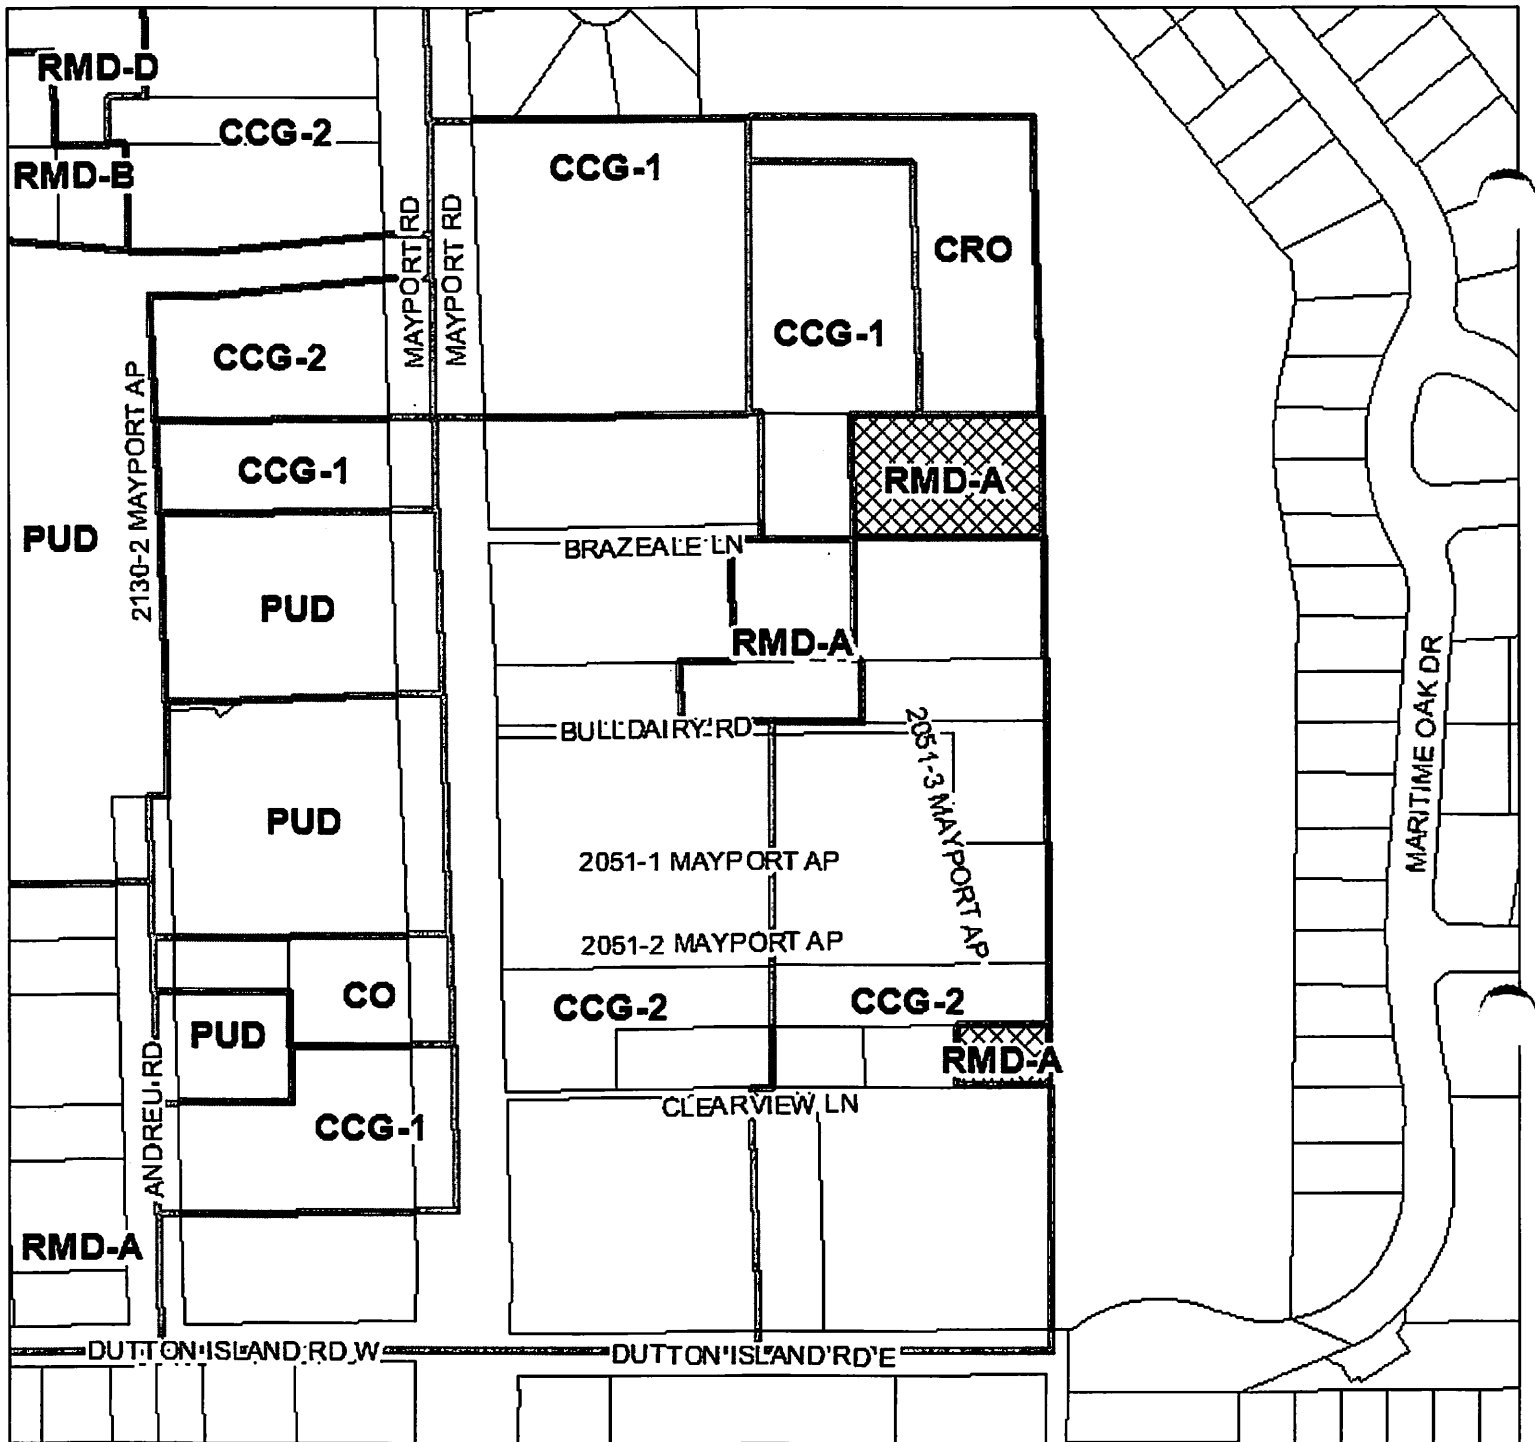 RMD-D
CCG-2
RMD-B
CCG-1
MAYPORT RD
MAYPORT RD
CRO
CCG-2
CCG-1
2130-2 MAYPORT AP
CCG-1
RMD-A
PUD
BRAZEALE LN
PUD
RMD-A
MARITIME OAK DR
BULLDAIRY RD
2051-3 MAYPORT AP
PUD
2051-1 MAYPORT AP
2051-2 MAYPORT AP
CO
CCG-2
CCG-2
PUD
RMD-A
ANDREU RD
CLEARVIEW LN
CCG-1
RMD-A
DUTTON ISLAND RD W
DUTTON ISLAND RD E